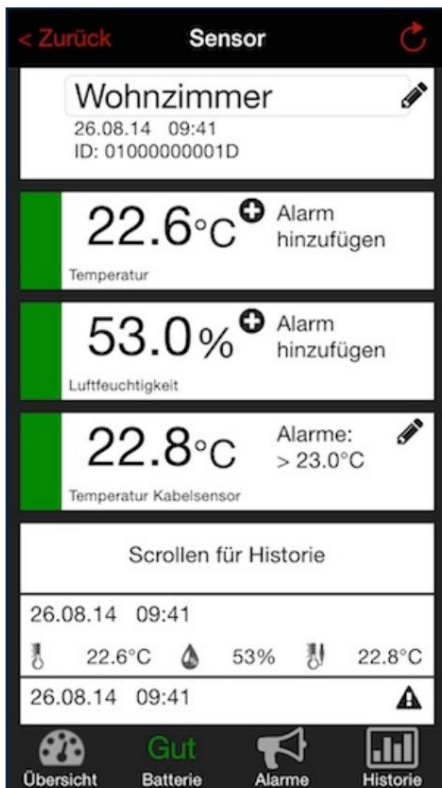 < Zurück Sensor
Wohnzimmer
26.08.14 09:41
ID: 01000000001D
22.6°C Alarm
hinzufügen
Temperatur
53.0% Alarm
hinzufügen
Luftfeuchtigkeit
22.8°C Alarme:
> 23.0°C
Temperatur Kabelsensor
Scrollen für Historie
26.08.14 09:41
22.6°C 53% 22.8°C
26.08.14 09:41
Gut
Übersicht Batterie Alarme Historie